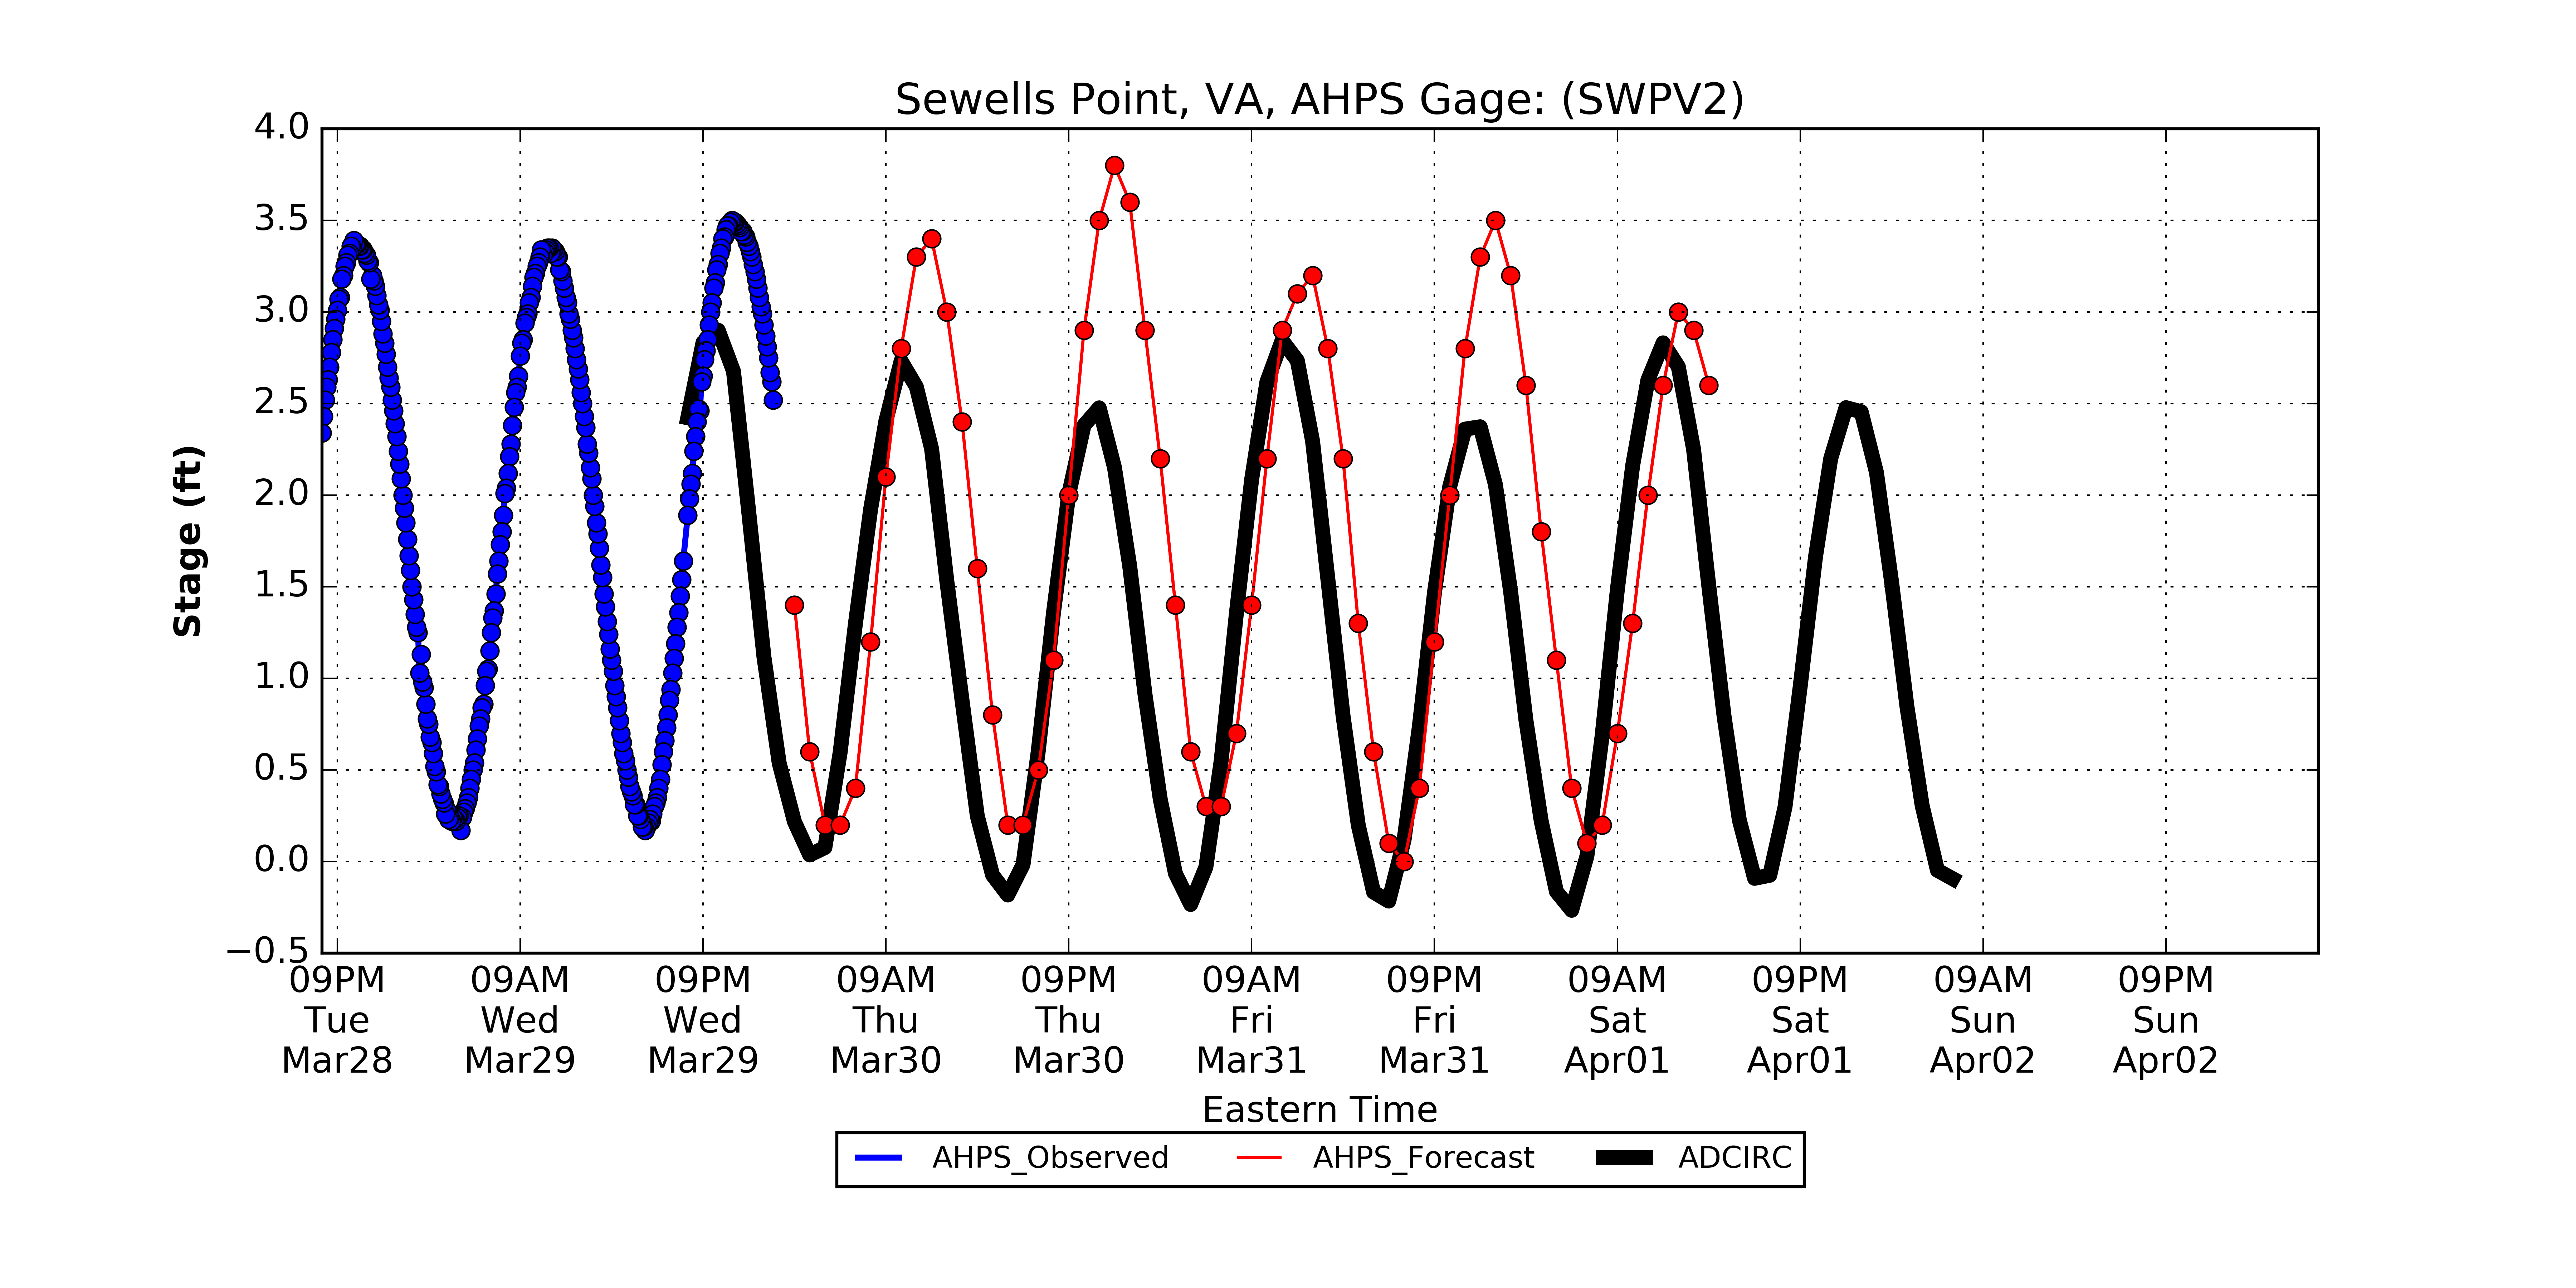 Sewells Point, VA, AHPS Gage: (SWPV2)
4.0
3.5
3.0
2.5
2.0
1.5
1.0
0.5
0.0
−0.5
Stage (ft)
09PM 09AM 09PM 09AM 09PM 09AM 09PM 09AM 09PM 09AM 09PM
Tue Wed Wed Thu Thu Fri Fri Sat Sat Sun Sun
Mar28 Mar29 Mar29 Mar30 Mar30 Mar31 Mar31 Apr01 Apr01 Apr02 Apr02
Eastern Time
AHPS_Observed AHPS_Forecast ADCIRC